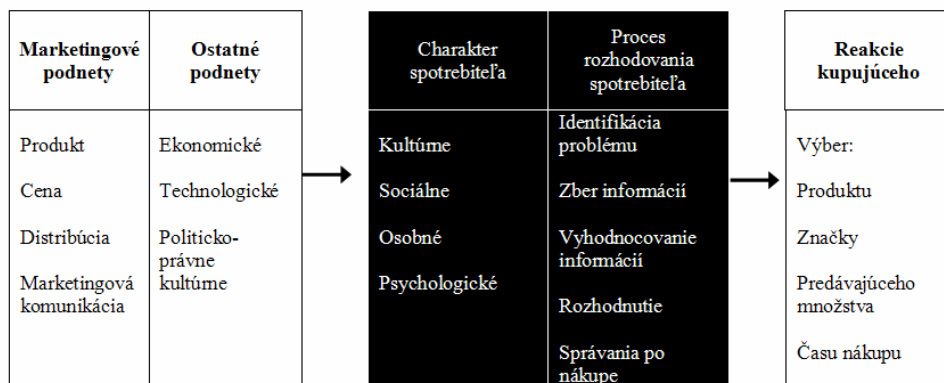 Marketingové
podnety
Ostatné
podnety
Charakter
spotrebiteľa
Proces
rozhodovania
spotrebiteľa
Reakcie
kupujúceho
Produkt
Cena
Distribúcia
Marketingová
komunikácia
Ekonomické
Technologické
Politicko-
právne
kultúrne
Kultúrne
Sociálne
Osobné
Psychologické
Identifikácia
problému
Zber informácií
Vyhodnocovanie
informácií
Rozhodnutie
Správania po
nákupe
Výber:
Produktu
Značky
Predávajúceho
množstva
Času nákupu